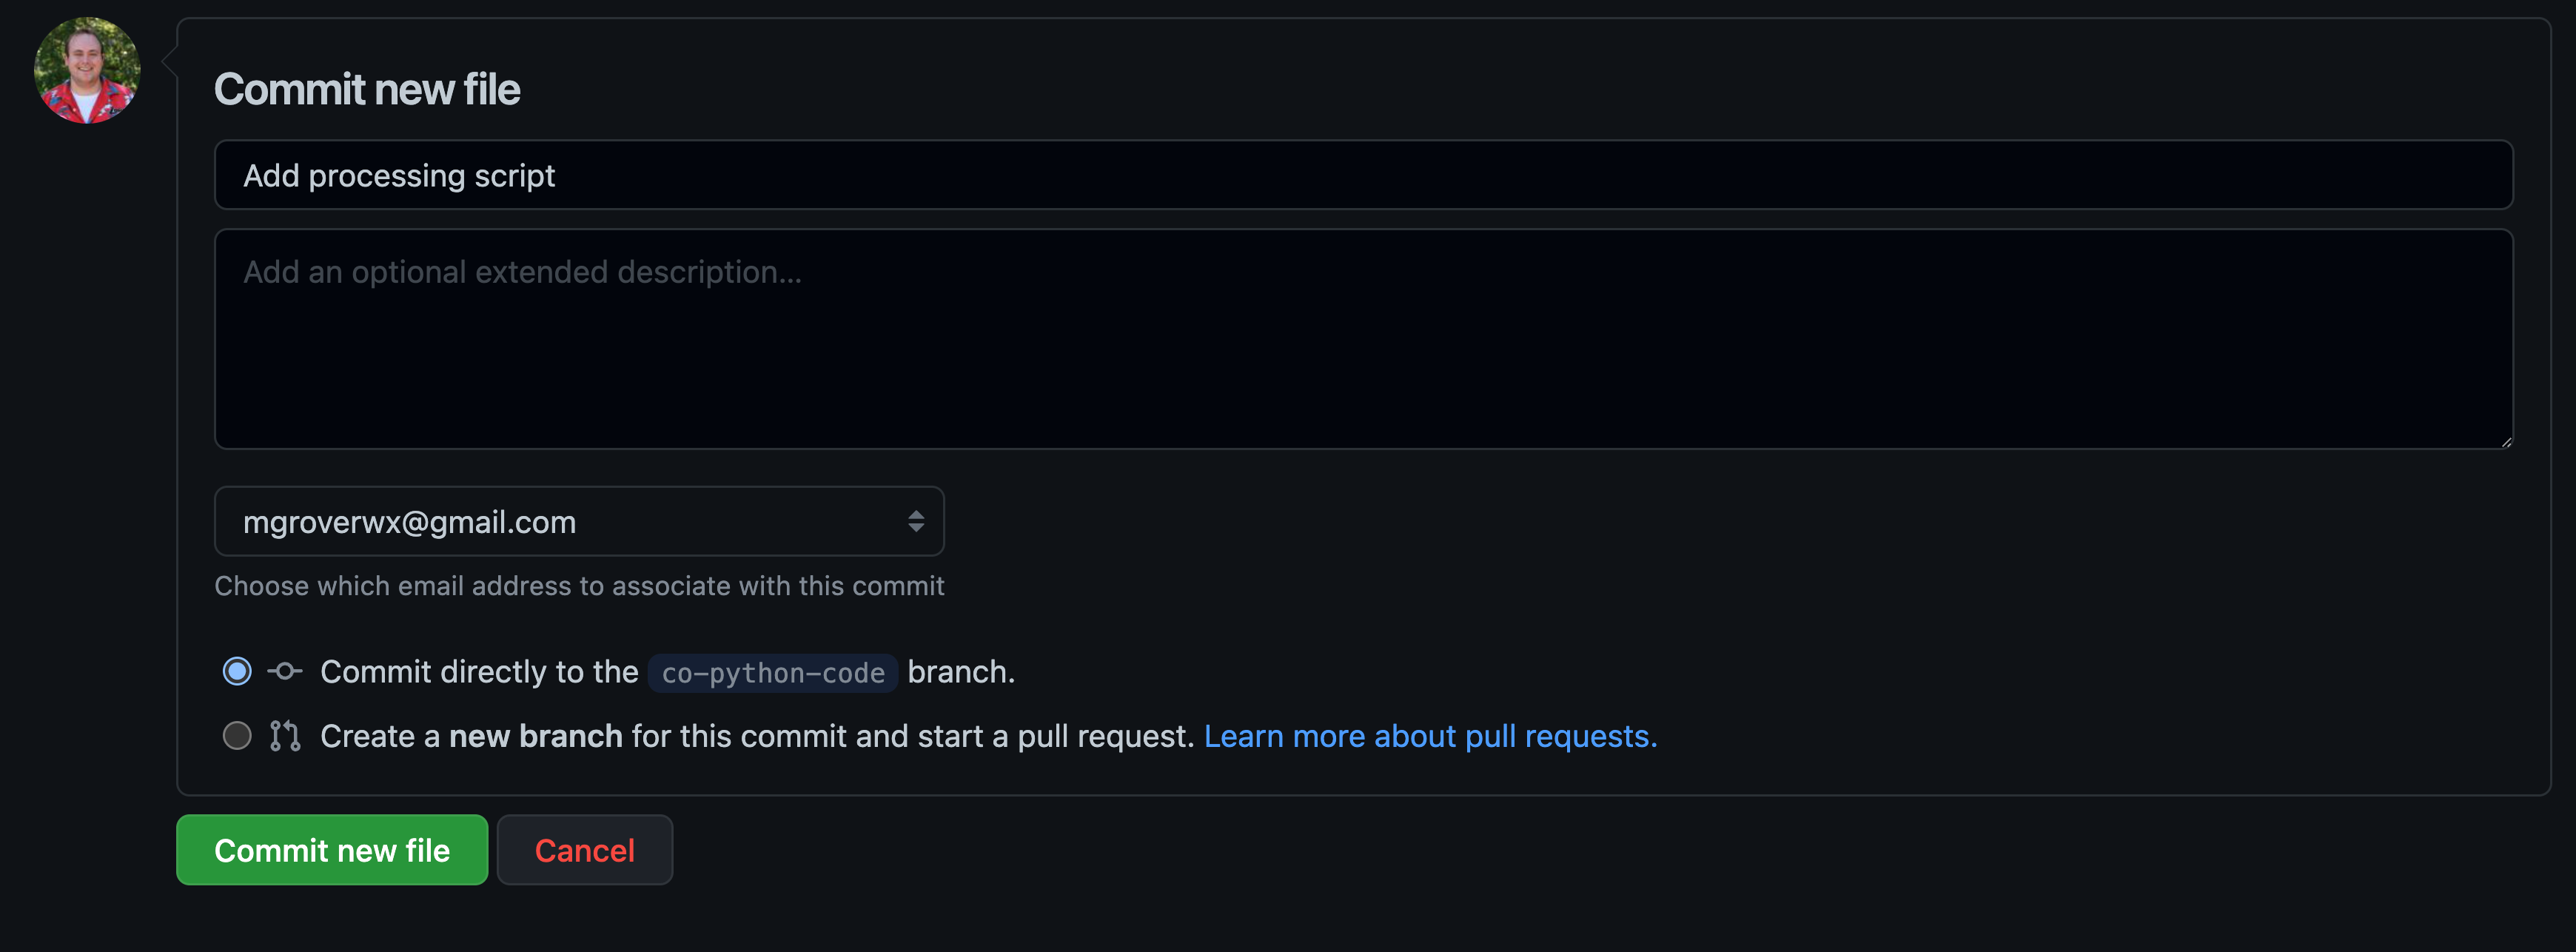 Commit new file
Add processing script
Add an optional extended description...
mgroverwx@gmail.com
Choose which email address to associate with this commit
Commit directly to the co-python-code branch.
Create a new branch for this commit and start a pull request. Learn more about pull requests.
Commit new file Cancel